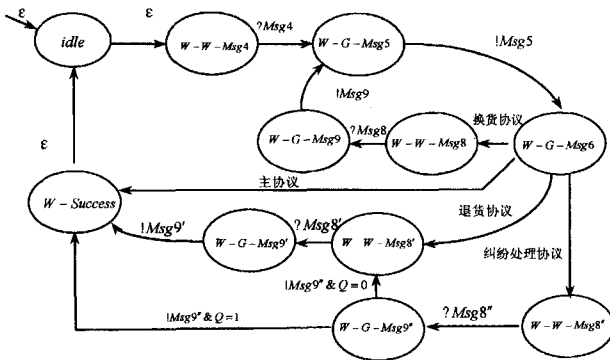 ε
idle
ε
W-W-Msg4
?Msg4
W-G-Msg5
!Msg5
!Msg9
W-G-Msg9
?Msg8
W-W-Msg8
换货协议
W-G-Msg6
ε
主协议
W-Success
退货协议
!Msg9′
W-G-Msg9′
?Msg8′
W W-Msg8′
纠纷处理协议
!Msg9″&Q=0
!Msg9″&Q=1
W-G-Msg9″
?Msg8″
W-W-Msg8″